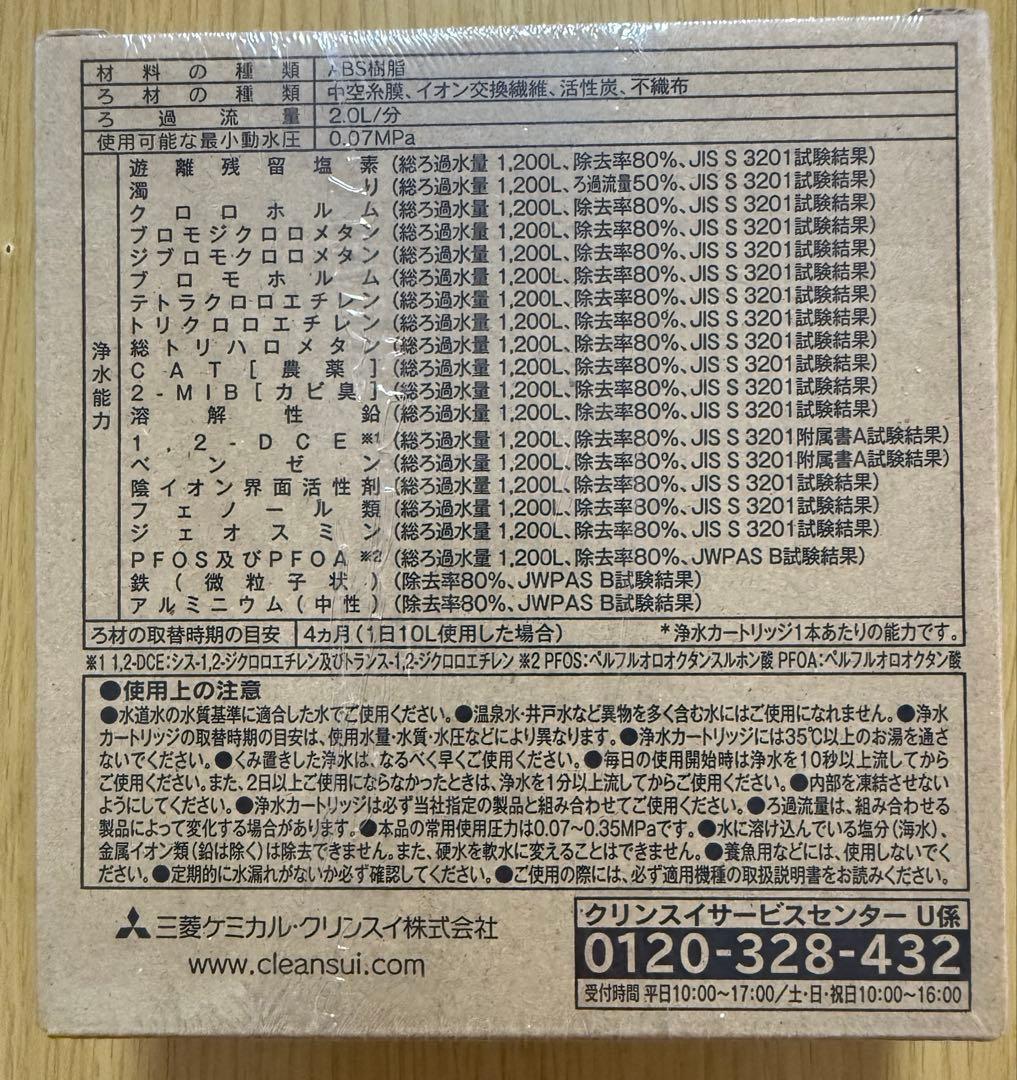 材料の種類 ABS樹脂
ろ材の種類 中空糸膜、イオン交換繊維、活性炭、不織布
ろ過流量 2.0L/分
使用可能な最小動水圧 0.07MPa
浄水能力
遊離残留塩素(総ろ過水量 1,200L、除去率80%、JIS S 3201試験結果)
濁り(総ろ過水量 1,200L、ろ過流量50%、JIS S 3201試験結果)
クロロホルム(総ろ過水量 1,200L、除去率80%、JIS S 3201試験結果)
ブロモジクロロメタン(総ろ過水量 1,200L、除去率80%、JIS S 3201試験結果)
ジブロモクロロメタン(総ろ過水量 1,200L、除去率80%、JIS S 3201試験結果)
ブロモホルム(総ろ過水量 1,200L、除去率80%、JIS S 3201試験結果)
テトラクロロエチレン(総ろ過水量 1,200L、除去率80%、JIS S 3201試験結果)
トリクロロエチレン(総ろ過水量 1,200L、除去率80%、JIS S 3201試験結果)
総トリハロメタン(総ろ過水量 1,200L、除去率80%、JIS S 3201試験結果)
CAT[農薬](総ろ過水量 1,200L、除去率80%、JIS S 3201試験結果)
2-MIB[カビ臭](総ろ過水量 1,200L、除去率80%、JIS S 3201試験結果)
溶解性鉛(総ろ過水量 1,200L、除去率80%、JIS S 3201試験結果)
1,2-DCE※1(総ろ過水量 1,200L、除去率80%、JIS S 3201附属書A試験結果)
ベンゼン(総ろ過水量 1,200L、除去率80%、JIS S 3201附属書A試験結果)
陰イオン界面活性剤(総ろ過水量 1,200L、除去率80%、JIS S 3201試験結果)
フェノール類(総ろ過水量 1,200L、除去率80%、JIS S 3201試験結果)
ジェオスミン(総ろ過水量 1,200L、除去率80%、JIS S 3201試験結果)
PFOS及びPFOA※2(総ろ過水量 1,200L、除去率80%、JWPAS B試験結果)
鉄(微粒子状)(除去率80%、JWPAS B試験結果)
アルミニウム(中性)(除去率80%、JWPAS B試験結果)
ろ材の取替時期の目安 4ヵ月(1日10L使用した場合) *浄水カートリッジ1本あたりの能力です。
※1 1,2-DCE:シス-1,2-ジクロロエチレン及びトランス-1,2-ジクロロエチレン ※2 PFOS:ペルフルオロオクタンスルホン酸 PFOA:ペルフルオロオクタン酸
●使用上の注意
●水道水の水質基準に適合した水でご使用ください。●温泉水・井戸水など異物を多く含む水にはご使用になれません。●浄水
カートリッジの取替時期の目安は、使用水量・水質・水圧などにより異なります。●浄水カートリッジには35℃以上のお湯を通さ
ないでください。●くみ置きした浄水は、なるべく早くご使用ください。●毎日の使用開始時は浄水を10秒以上流してから
ご使用ください。また、2日以上ご使用にならなかったときは、浄水を1分以上流してからご使用ください。●内部を凍結させない
ようにしてください。●浄水カートリッジは必ず当社指定の製品と組み合わせてご使用ください。●ろ過流量は、組み合わせる
製品によって変化する場合があります。●本品の常用使用圧力は0.07~0.35MPaです。●水に溶け込んでいる塩分(海水)、
金属イオン類(鉛は除く)は除去できません。また、硬水を軟水に変えることはできません。●養魚用などには、使用しないでく
ださい。●定期的に水漏れがないか必ず確認してください。●ご使用の際には、必ず適用機種の取扱説明書をお読みください。
三菱ケミカル・クリンスイ株式会社
www.cleansui.com
クリンスイサービスセンター U係
0120-328-432
受付時間 平日10:00~17:00/土・日・祝日10:00~16:00